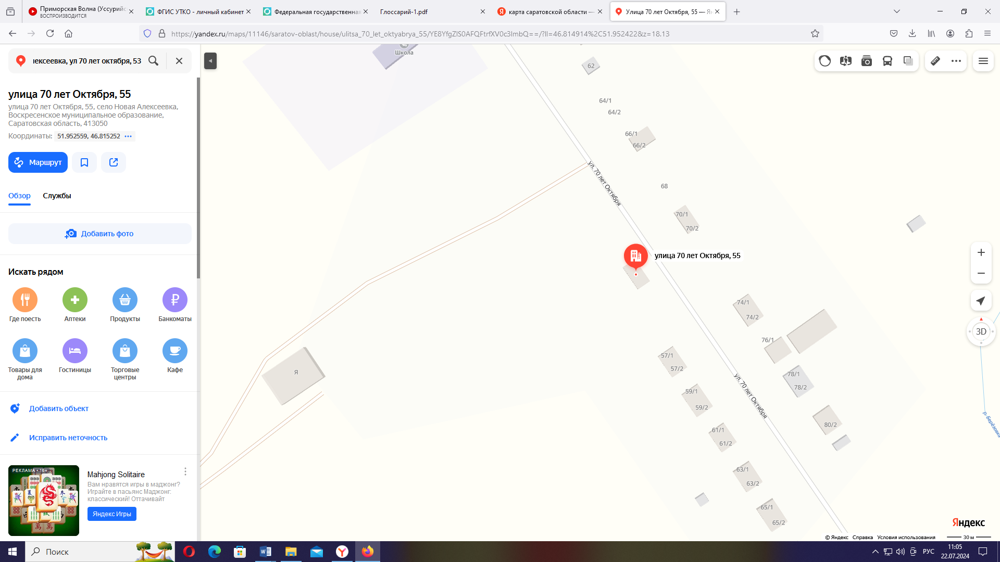 Приморская Волна (Уссурийс
ВОСПРОИЗВОДИТСЯ
ФГИС УТКО - личный кабинет
Федеральная государственная
Глоссарий-1.pdf
карта саратовской области —
Улица 70 лет Октября, 55 — Ян
https://yandex.ru/maps/11146/saratov-oblast/house/ulitsa_70_let_oktyabrya_55/YE8YfgZlS0AFQFtrfXV0c3lmbQ==/?ll=46.814914%2C51.952422&z=18.13
лексеевка, ул 70 лет октября, 53
улица 70 лет Октября, 55
улица 70 лет Октября, 55, село Новая Алексеевка,
Воскресенское муниципальное образование,
Саратовская область, 413050
Координаты: 51.952559, 46.815252
Маршрут
Обзор
Службы
Добавить фото
Искать рядом
Где поесть
Аптеки
Продукты
Банкоматы
Товары для
дома
Гостиницы
Торговые
центры
Кафе
Добавить объект
Исправить неточность
РЕКЛАМА • 16+
Mahjong Solitaire
Вам нравятся игры в маджонг?
Играйте в пасьянс Маджонг:
классический! Оттачивайт
Яндекс Игры
Школа
62
64/1
64/2
66/1
66/2
ул. 70 лет Октября
68
70/1
70/2
улица 70 лет Октября, 55
74/1
74/2
76/1
57/1
57/2
Я
78/1
78/2
ул. 70 лет Октября
59/1
59/2
80/2
61/1
61/2
63/1
63/2
65/1
65/2
р. Берёзовка
3D
Яндекс
© Яндекс Справка Условия использования
30 м
Поиск
РУС
11:05
22.07.2024